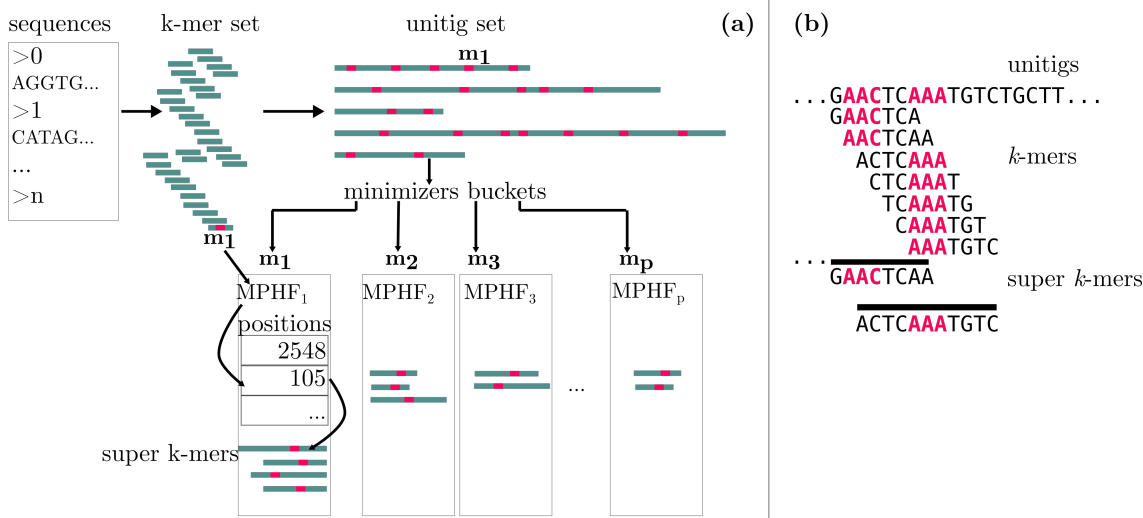 sequences
k-mer set
unitig set
(a)
>0
AGGTG...
>1
CATAG...
...
>n
m1
m1
minimizers buckets
m1
m2
m3
mp
MPHF1
MPHF2
MPHF3
MPHFp
positions
2548
105
...
...
super k-mers
(b)
unitigs
...GAACTCAAATGTCTGCTT...
GAACTCA
AACTCAA
k-mers
ACTCAAA
CTCAAAT
TCAAATG
CAAATGT
AAATGTC
...
GAACTCAA
super k-mers
ACTCAAATGTC